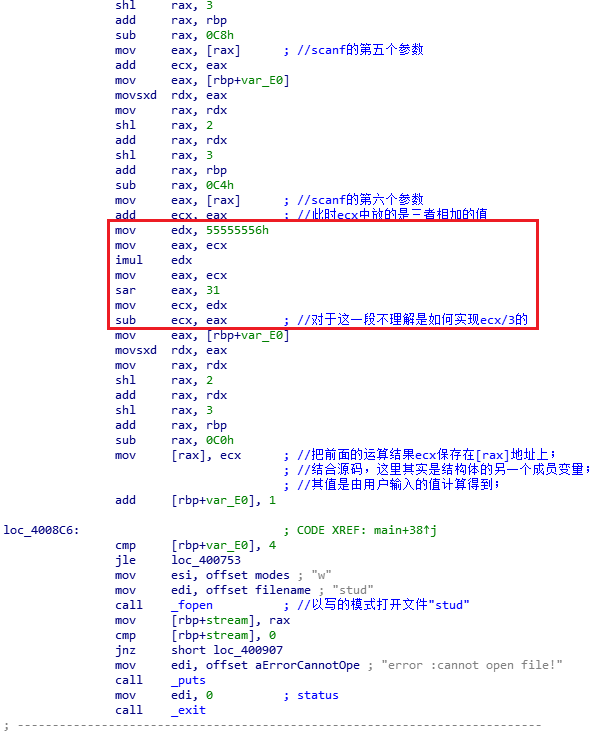 shl rax, 3
add rax, rbp
sub rax, 0C8h
mov eax, [rax] ; //scanf的第五个参数
add ecx, eax
mov eax, [rbp+var_E0]
movsxd rdx, eax
mov rax, rdx
shl rax, 2
add rax, rdx
shl rax, 3
add rax, rbp
sub rax, 0C4h
mov eax, [rax] ; //scanf的第六个参数
add ecx, eax ; //此时ecx中放的是三者相加的值
mov edx, 55555556h
mov eax, ecx
imul edx
mov eax, ecx
sar eax, 31
mov ecx, edx
sub ecx, eax ; //对于这一段不理解是如何实现ecx/3的
mov eax, [rbp+var_E0]
movsxd rdx, eax
mov rax, rdx
shl rax, 2
add rax, rdx
shl rax, 3
add rax, rbp
sub rax, 0C0h
mov [rax], ecx ; //把前面的运算结果ecx保存在[rax]地址上；
; //结合源码，这里其实是结构体的另一个成员变量；
; //其值是由用户输入的值计算得到；
add [rbp+var_E0], 1
loc_4008C6: ; CODE XREF: main+38↑j
cmp [rbp+var_E0], 4
jle loc_400753
mov esi, offset modes ; "w"
mov edi, offset filename ; "stud"
call _fopen ; //以写的模式打开文件"stud"
mov [rbp+stream], rax
cmp [rbp+stream], 0
jnz short loc_400907
mov edi, offset aErrorCannotOpe ; "error :cannot open file!"
call _puts
mov edi, 0 ; status
call _exit
; ---------------------------------------------------------------------------